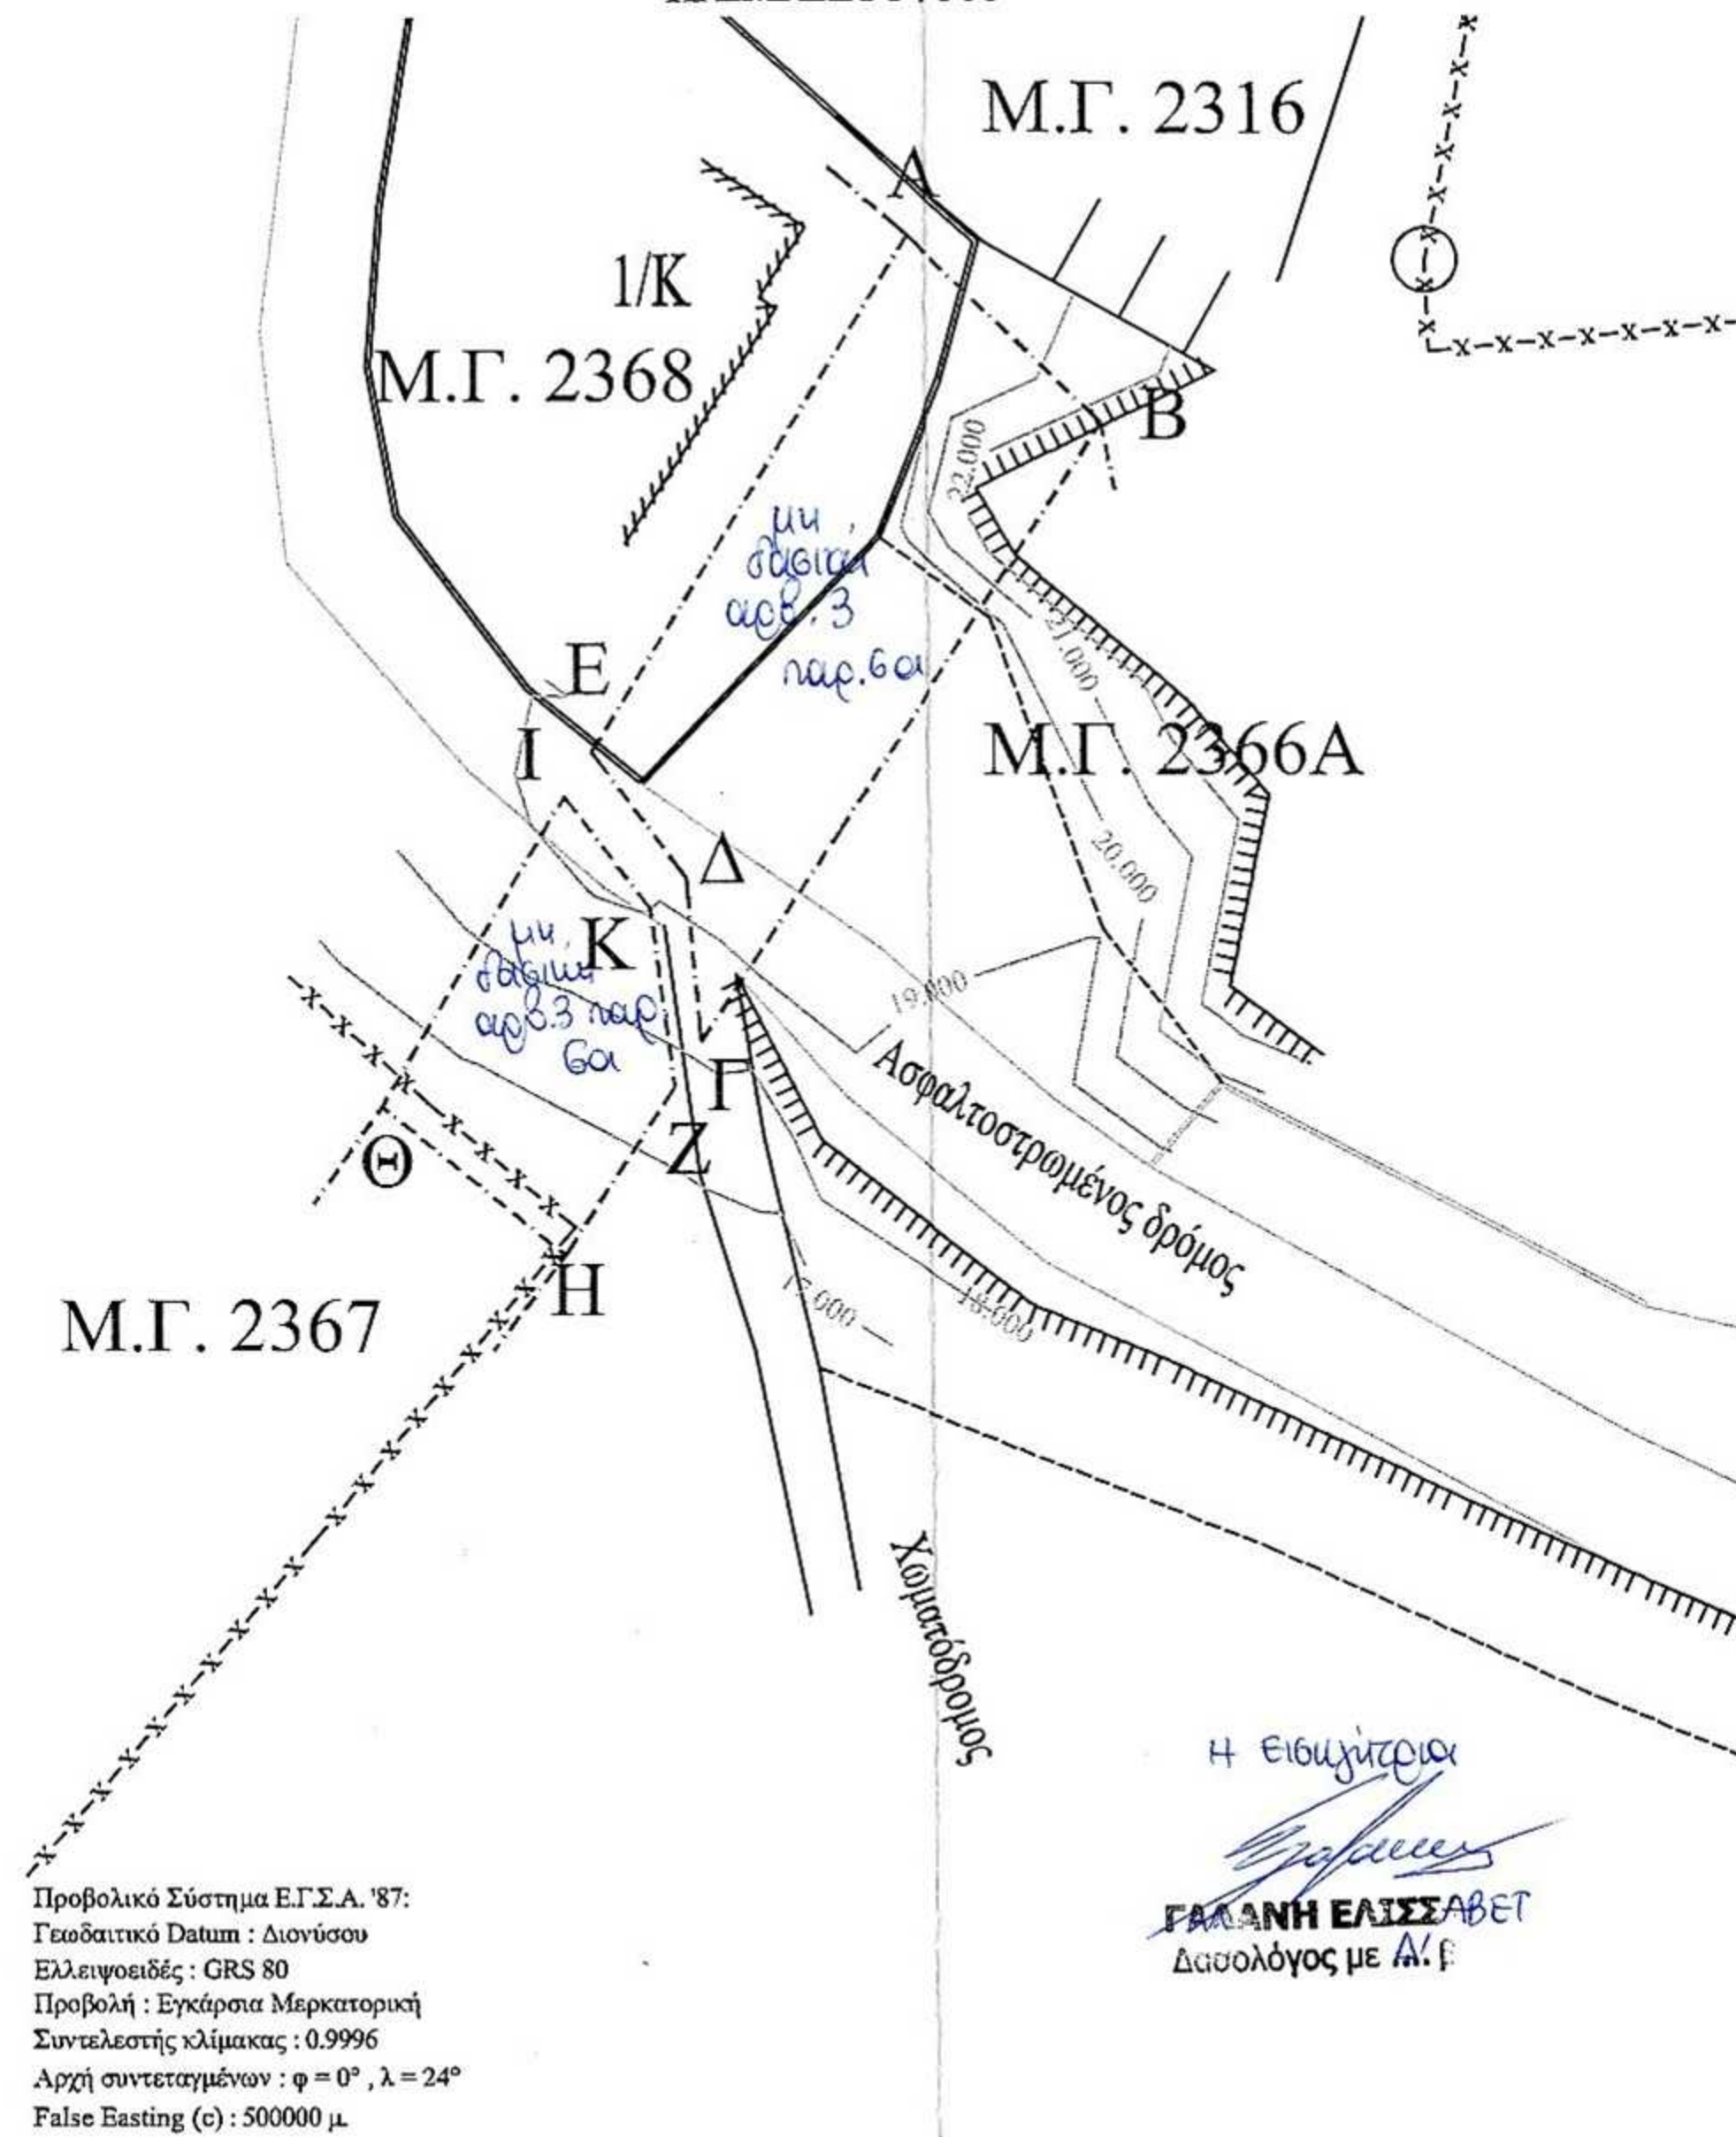 Μ.Γ. 2316
Α
1/Κ
Μ.Γ. 2368
Β
22.000
μη
δασική
αρθ. 3
παρ. 6α
21.000
Ε
Ι
Μ.Γ. 2366Α
Δ
20.000
Κ
μη
δασική
αρθ. 3 παρ.
6α
19.000
Γ
Ασφαλτοστρωμένος δρόμος
Ζ
Θ
Η
Μ.Γ. 2367
18.000
Χωματόδρομος
Η Εισηγήτρια
ΓΑΛΑΝΗ ΕΛΙΣΣΑΒΕΤ
Δασολόγος με Α΄ β
Προβολικό Σύστημα Ε.Γ.Σ.Α. '87:
Γεωδαιτικό Datum : Διονύσου
Ελλειψοειδές : GRS 80
Προβολή : Εγκάρσια Μερκατορική
Συντελεστής κλίμακας : 0.9996
Αρχή συντεταγμένων : φ = 0° , λ = 24°
False Easting (c) : 500000 μ.